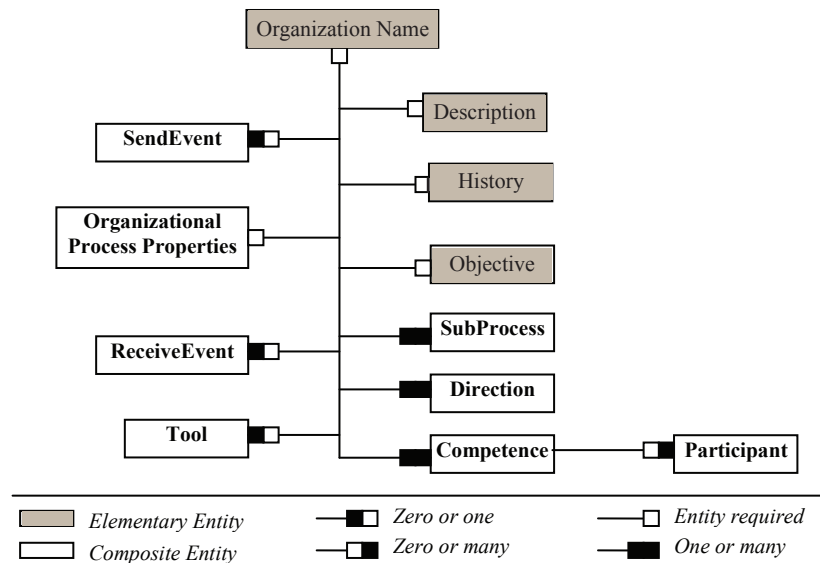 Organization Name
Description
SendEvent
History
Organizational
Process Properties
Objective
SubProcess
ReceiveEvent
Direction
Tool
Competence
Participant
Elementary Entity
Zero or one
Entity required
Composite Entity
Zero or many
One or many